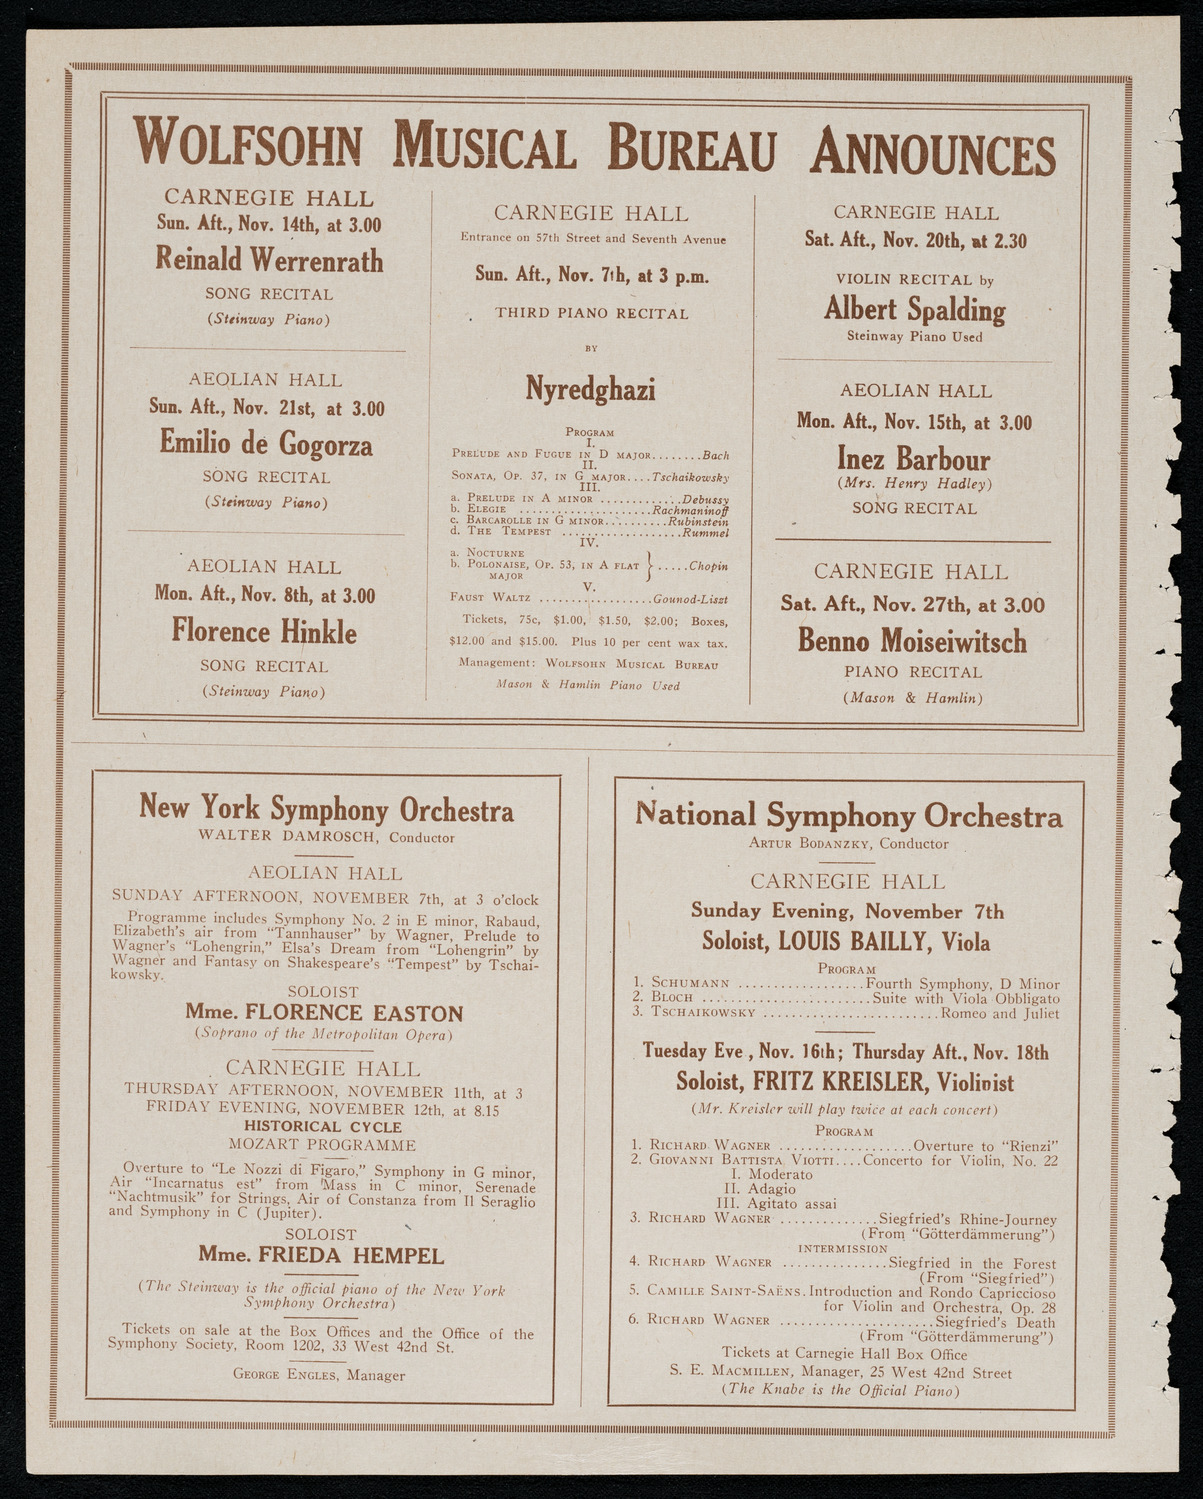 WOLFSOHN MUSICAL BUREAU ANNOUNCES
CARNEGIE HALL
Sun. Aft., Nov. 14th, at 3.00
Reinald Werrenrath
SONG RECITAL
(Steinway Piano)
AEOLIAN HALL
Sun. Aft., Nov. 21st, at 3.00
Emilio de Gogorza
SONG RECITAL
(Steinway Piano)
AEOLIAN HALL
Mon. Aft., Nov. 8th, at 3.00
Florence Hinkle
SONG RECITAL
(Steinway Piano)
CARNEGIE HALL
Entrance on 57th Street and Seventh Avenue
Sun. Aft., Nov. 7th, at 3 p.m.
THIRD PIANO RECITAL
BY
Nyredghazi
PROGRAM
I.
PRELUDE AND FUGUE IN D MAJOR........Bach
II.
SONATA, OP. 37, IN G MAJOR....Tschaikowsky
III.
a. PRELUDE IN A MINOR .............Debussy
b. ELEGIE .....................Rachmaninoff
c. BARCAROLLE IN G MINOR...........Rubinstein
d. THE TEMPEST ...................Rummel
IV.
a. NOCTURNE
b. POLONAISE, OP. 53, IN A FLAT } .....Chopin
MAJOR
V.
FAUST WALTZ ..................Gounod-Liszt
Tickets, 75c, $1.00, $1.50, $2.00; Boxes,
$12.00 and $15.00. Plus 10 per cent wax tax.
Management: WOLFSOHN MUSICAL BUREAU
Mason & Hamlin Piano Used
CARNEGIE HALL
Sat. Aft., Nov. 20th, at 2.30
VIOLIN RECITAL by
Albert Spalding
Steinway Piano Used
AEOLIAN HALL
Mon. Aft., Nov. 15th, at 3.00
Inez Barbour
(Mrs. Henry Hadley)
SONG RECITAL
CARNEGIE HALL
Sat. Aft., Nov. 27th, at 3.00
Benno Moiseiwitsch
PIANO RECITAL
(Mason & Hamlin)
New York Symphony Orchestra
WALTER DAMROSCH, Conductor
AEOLIAN HALL
SUNDAY AFTERNOON, NOVEMBER 7th, at 3 o'clock
Programme includes Symphony No. 2 in E minor, Rabaud,
Elizabeth's air from "Tannhauser" by Wagner, Prelude to
Wagner's "Lohengrin," Elsa's Dream from "Lohengrin" by
Wagner and Fantasy on Shakespeare's "Tempest" by Tschai-
kowsky.
SOLOIST
Mme. FLORENCE EASTON
(Soprano of the Metropolitan Opera)
CARNEGIE HALL
THURSDAY AFTERNOON, NOVEMBER 11th, at 3
FRIDAY EVENING, NOVEMBER 12th, at 8.15
HISTORICAL CYCLE
MOZART PROGRAMME
Overture to "Le Nozzi di Figaro," Symphony in G minor,
Air "Incarnatus est" from Mass in C minor, Serenade
"Nachtmusik" for Strings, Air of Constanza from Il Seraglio
and Symphony in C (Jupiter).
SOLOIST
Mme. FRIEDA HEMPEL
(The Steinway is the official piano of the New York
Symphony Orchestra)
Tickets on sale at the Box Offices and the Office of the
Symphony Society, Room 1202, 33 West 42nd St.
GEORGE ENGLES, Manager
National Symphony Orchestra
ARTUR BODANZKY, Conductor
CARNEGIE HALL
Sunday Evening, November 7th
Soloist, LOUIS BAILLY, Viola
PROGRAM
1. SCHUMANN .................Fourth Symphony, D Minor
2. BLOCH .......................Suite with Viola Obbligato
3. TSCHAIKOWSKY ........................Romeo and Juliet
Tuesday Eve , Nov. 16th; Thursday Aft., Nov. 18th
Soloist, FRITZ KREISLER, Violinist
(Mr. Kreisler will play twice at each concert)
PROGRAM
1. RICHARD WAGNER ...................Overture to "Rienzi"
2. GIOVANNI BATTISTA VIOTTI....Concerto for Violin, No. 22
I. Moderato
II. Adagio
III. Agitato assai
3. RICHARD WAGNER ..............Siegfried's Rhine-Journey
(From "Götterdämmerung")
INTERMISSION
4. RICHARD WAGNER ...............Siegfried in the Forest
(From "Siegfried")
5. CAMILLE SAINT-SAËNS.Introduction and Rondo Capriccioso
for Violin and Orchestra, Op. 28
6. RICHARD WAGNER ......................Siegfried's Death
(From "Götterdämmerung")
Tickets at Carnegie Hall Box Office
S. E. MACMILLEN, Manager, 25 West 42nd Street
(The Knabe is the Official Piano)